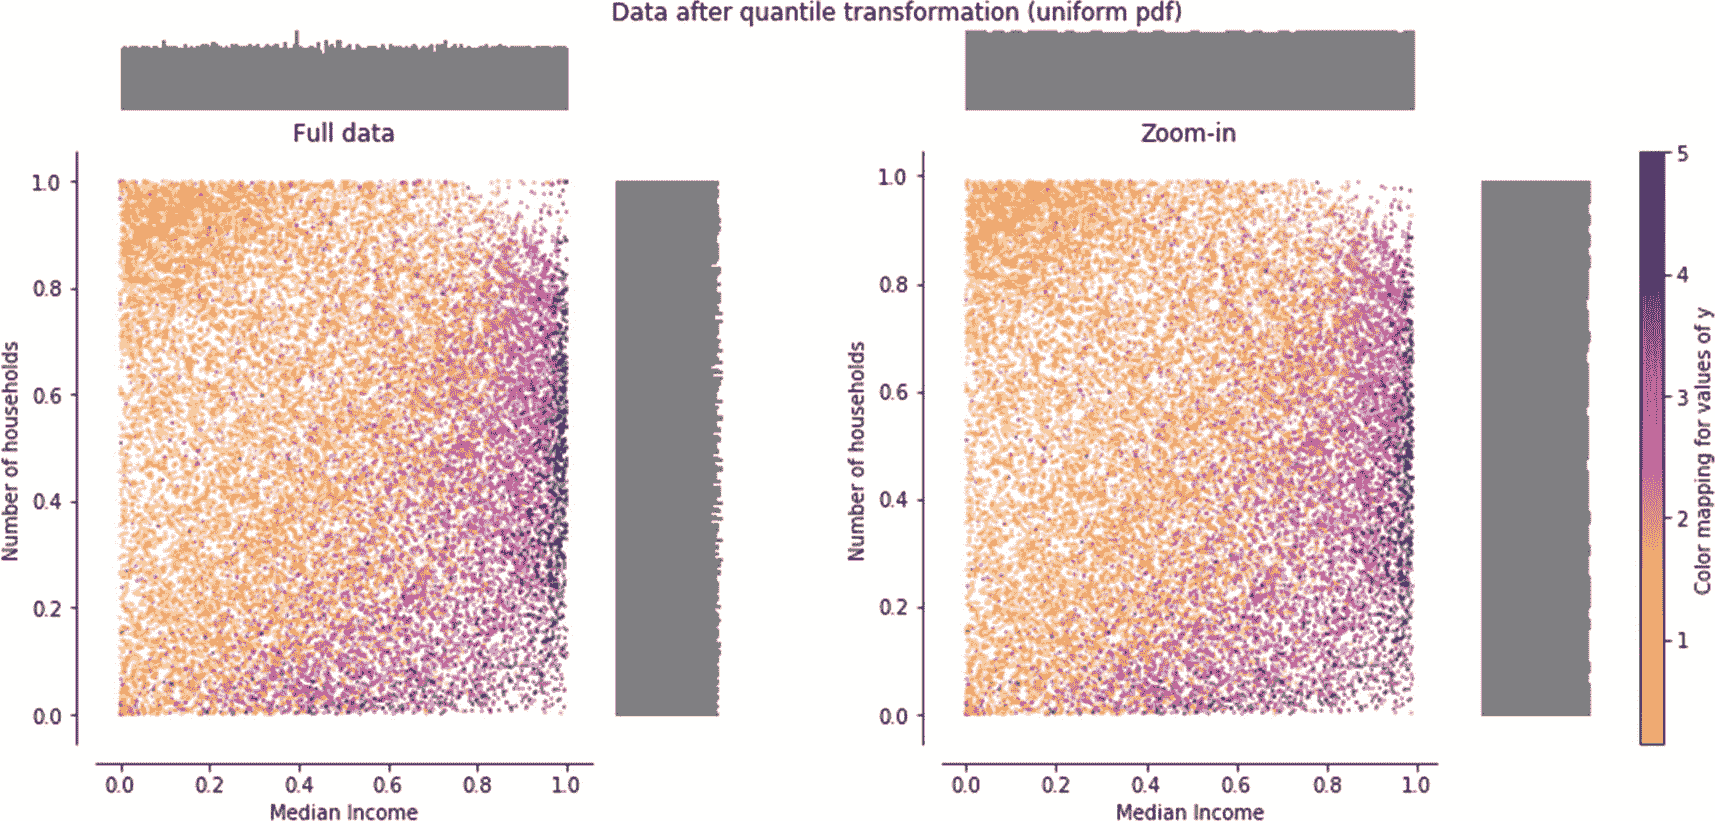 Data after quantile transformation (uniform pdf)
Full data
Zoom-in
1.0
0.8
0.6
0.4
0.2
0.0
Number of households
0.0 0.2 0.4 0.6 0.8 1.0
Median Income
1.0
0.8
0.6
0.4
0.2
0.0
Number of households
0.0 0.2 0.4 0.6 0.8 1.0
Median Income
5
4
3
2
1
Color mapping for values of y